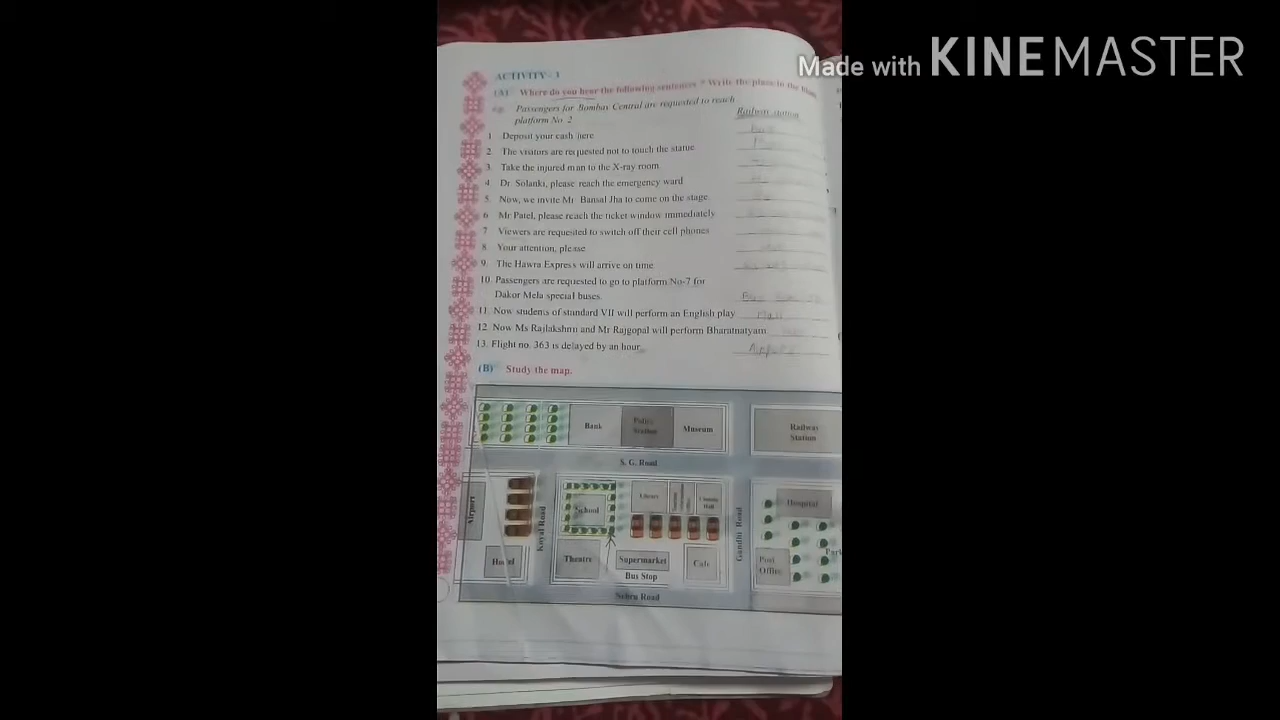 Made with KINEMASTER
ACTIVITY- 3
(A) Where do you hear the following sentences ? Write the place in the
e.g. Passengers for Bombay Central are requested to reach
platform No. 2
Railway station
1 Deposit your cash here
2. The visitors are requested not to touch the statue
3. Take the injured man to the X-ray room
4 Dr Solanki, please reach the emergency ward
5. Now, we invite Mr Bansal Jha to come on the stage
6 Mr Patel, please reach the ticket window immediately
7 Viewers are requested to switch off their cell phones
8 Your attention, please
9. The Hawra Express will arrive on time
10. Passengers are requested to go to platform No-7 for
Dakor Mela special buses.
11. Now students of standard VII will perform an English play
12. Now Ms Rajlakshmi and Mr Rajgopal will perform Bharatnatyam
13. Flight no. 363 is delayed by an hour.
(B) Study the map.
Bank
Police Station
Museum
Railway
Station
S. G. Road
Airport
Koyal Road
School
Library
Hall
Gandhi Road
Hospital
Park
Hostel
Theatre
Supermarket
Cafe
Post
Office
Bus Stop
Nehru Road